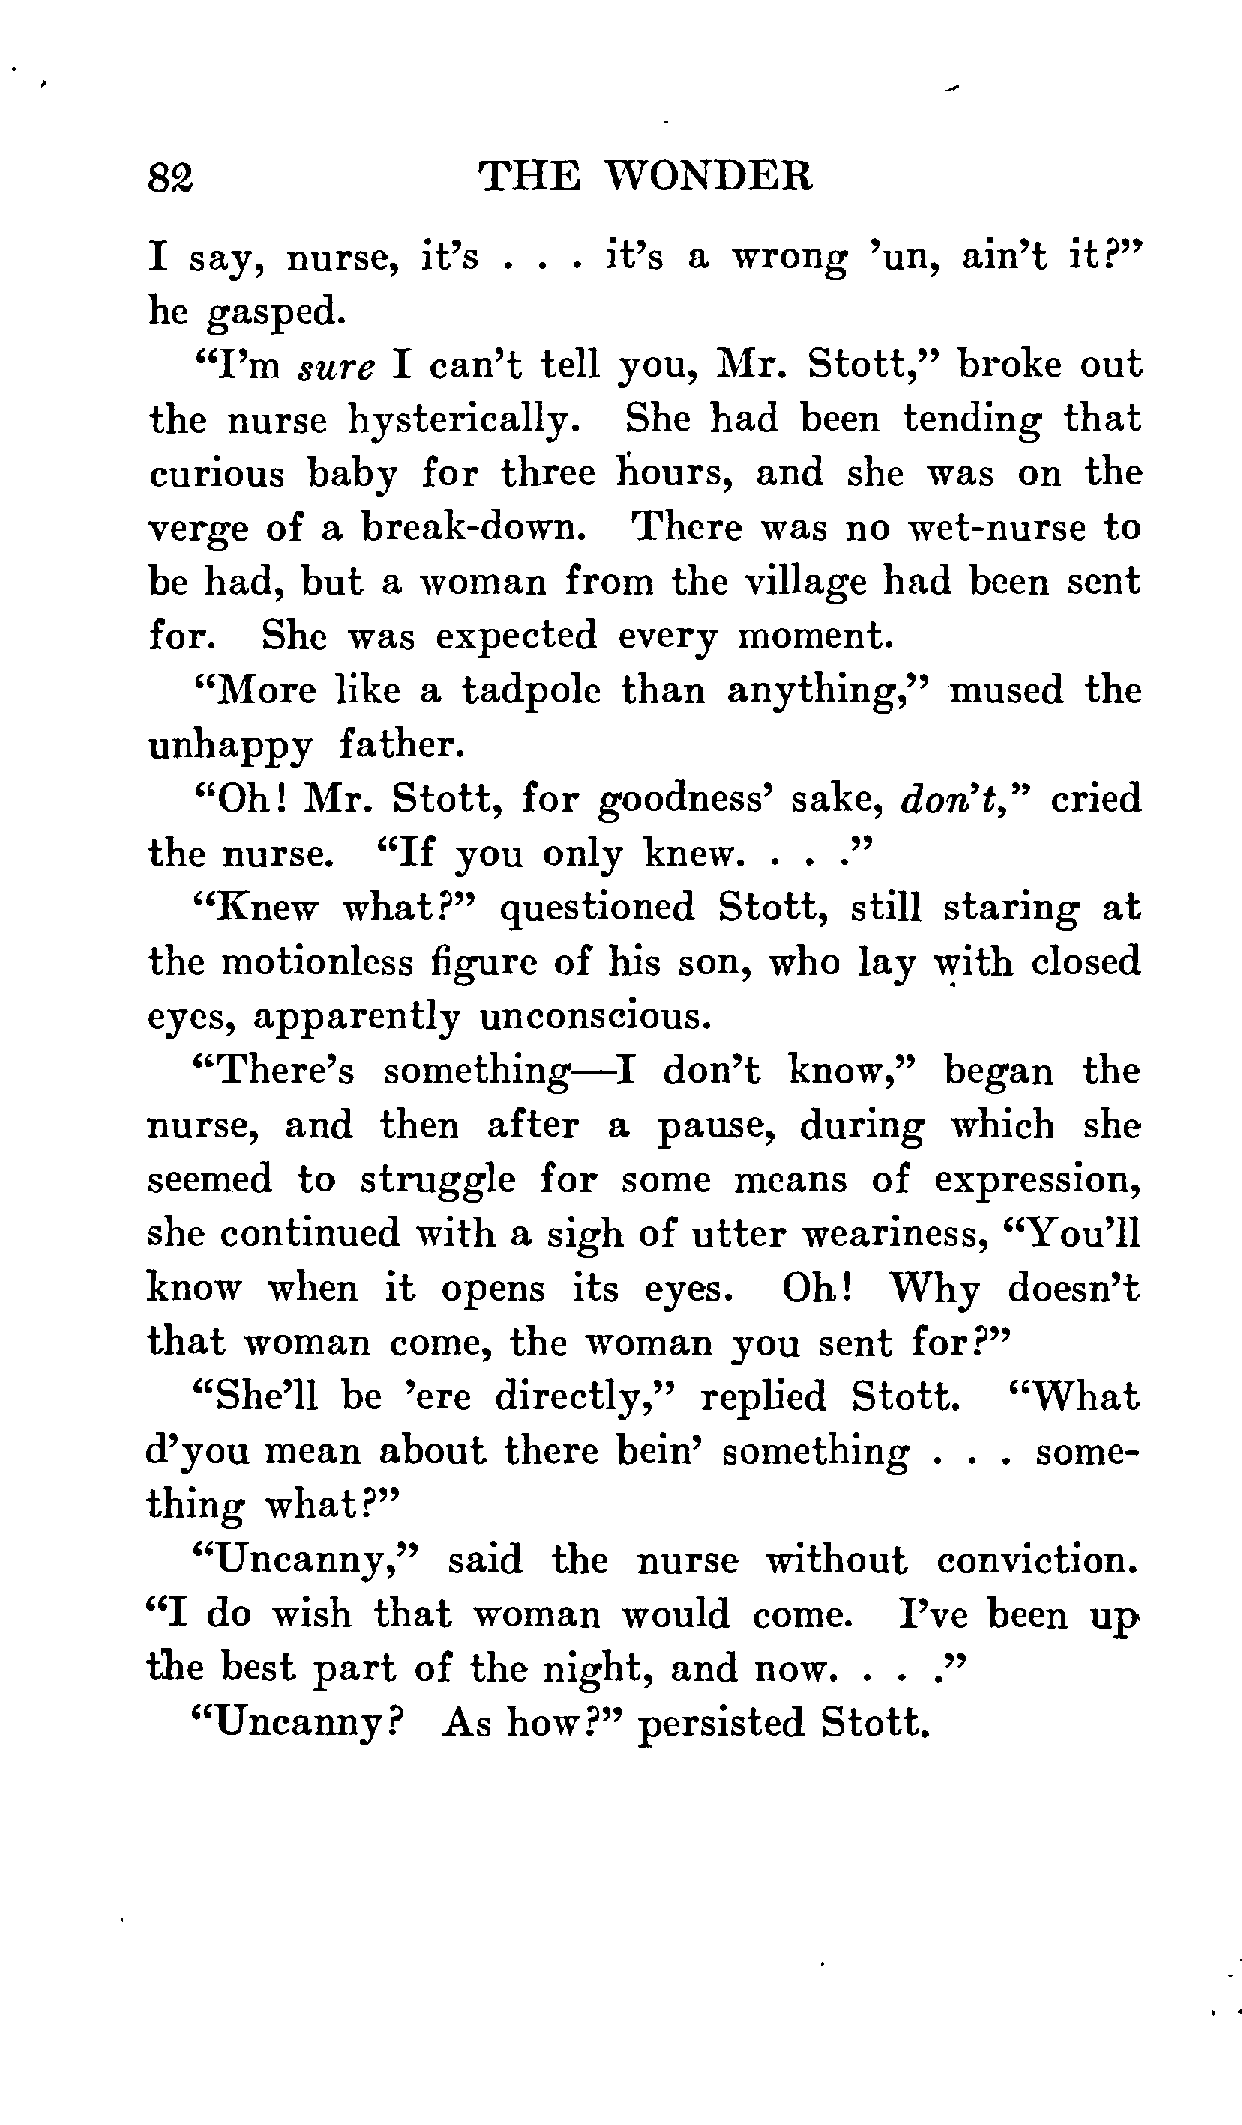 82 THE WONDER
I say, nurse, it’s . . . it’s a wrong ’un, ain’t it?”
he gasped.
“I’m sure I can’t tell you, Mr. Stott,” broke out
the nurse hysterically. She had been tending that
curious baby for three hours, and she was on the
verge of a break-down. There was no wet-nurse to
be had, but a woman from the village had been sent
for. She was expected every moment.
“More like a tadpole than anything,” mused the
unhappy father.
“Oh! Mr. Stott, for goodness’ sake, don’t,” cried
the nurse. “If you only knew. . . .”
“Knew what?” questioned Stott, still staring at
the motionless figure of his son, who lay with closed
eyes, apparently unconscious.
“There’s something—I don’t know,” began the
nurse, and then after a pause, during which she
seemed to struggle for some means of expression,
she continued with a sigh of utter weariness, “You’ll
know when it opens its eyes. Oh! Why doesn’t
that woman come, the woman you sent for?”
“She’ll be ’ere directly,” replied Stott. “What
d’you mean about there bein’ something . . . some-
thing what?”
“Uncanny,” said the nurse without conviction.
“I do wish that woman would come. I’ve been up
the best part of the night, and now. . . .”
“Uncanny? As how?” persisted Stott.